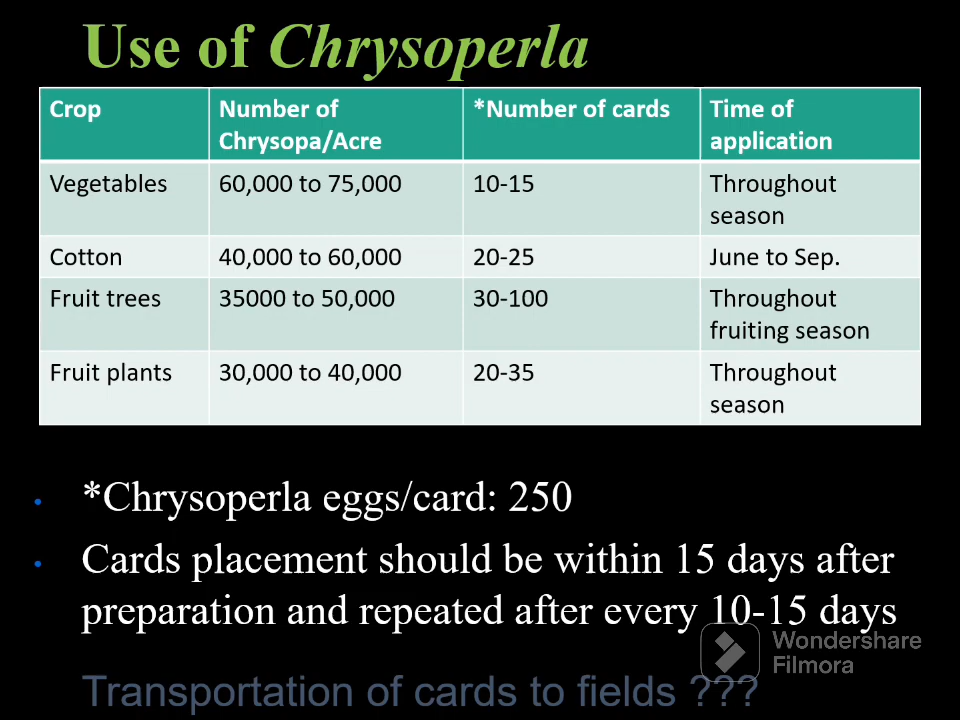 Use of Chrysoperla
Crop
Number of
Chrysopa/Acre
*Number of cards
Time of
application
Vegetables
60,000 to 75,000
10-15
Throughout
season
Cotton
40,000 to 60,000
20-25
June to Sep.
Fruit trees
35000 to 50,000
30-100
Throughout
fruiting season
Fruit plants
30,000 to 40,000
20-35
Throughout
season
• *Chrysoperla eggs/card: 250
• Cards placement should be within 15 days after
preparation and repeated after every 10-15 days
Wondershare
Filmora
Transportation of cards to fields ???